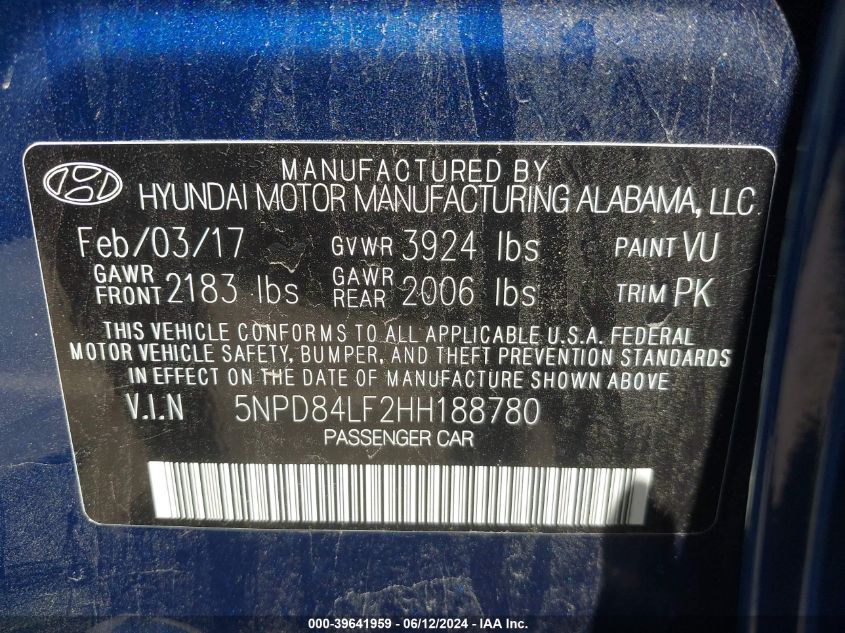 MANUFACTURED BY
HYUNDAI MOTOR MANUFACTURING ALABAMA, LLC
Feb/03/17 GVWR 3924 lbs PAINT VU
GAWR FRONT 2183 lbs GAWR REAR 2006 lbs TRIM PK
THIS VEHICLE CONFORMS TO ALL APPLICABLE U.S.A. FEDERAL
MOTOR VEHICLE SAFETY, BUMPER, AND THEFT PREVENTION STANDARDS
IN EFFECT ON THE DATE OF MANUFACTURE SHOWN ABOVE
V.I.N 5NPD84LF2HH188780
PASSENGER CAR
000-39641959 - 06/12/2024 - IAA Inc.